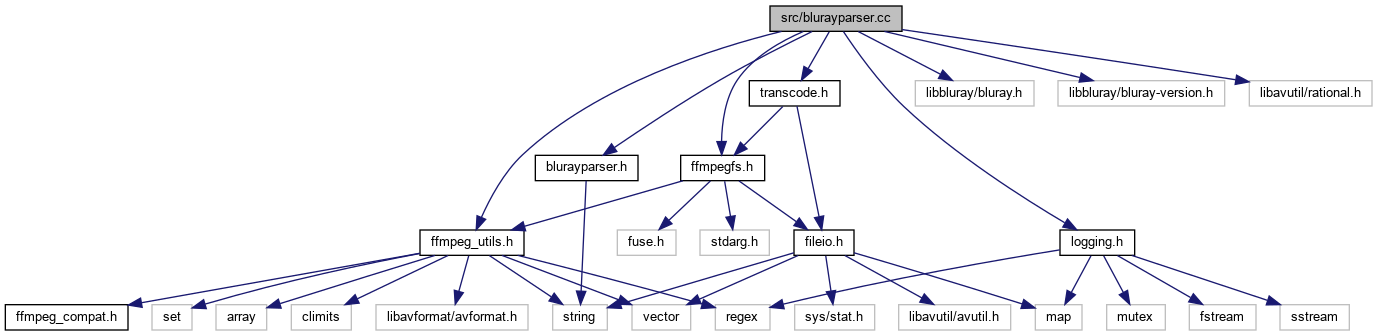 src/blurayparser.cc
transcode.h
libbluray/bluray.h
libbluray/bluray-version.h
libavutil/rational.h
blurayparser.h
ffmpegfs.h
ffmpeg_utils.h
fuse.h
stdarg.h
fileio.h
logging.h
ffmpeg_compat.h
set
array
climits
libavformat/avformat.h
string
vector
regex
sys/stat.h
libavutil/avutil.h
map
mutex
fstream
sstream